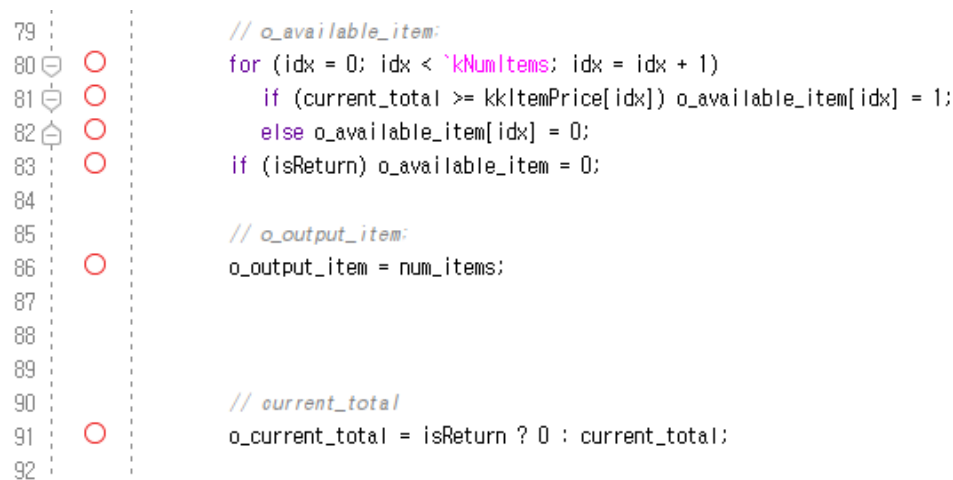 79 // o_available_item;
80 for (idx = 0; idx < `kNumItems; idx = idx + 1)
81 if (current_total >= kkItemPrice[idx]) o_available_item[idx] = 1;
82 else o_available_item[idx] = 0;
83 if (isReturn) o_available_item = 0;
84
85 // o_output_item;
86 o_output_item = num_items;
87
88
89
90 // current_total
91 o_current_total = isReturn ? 0 : current_total;
92